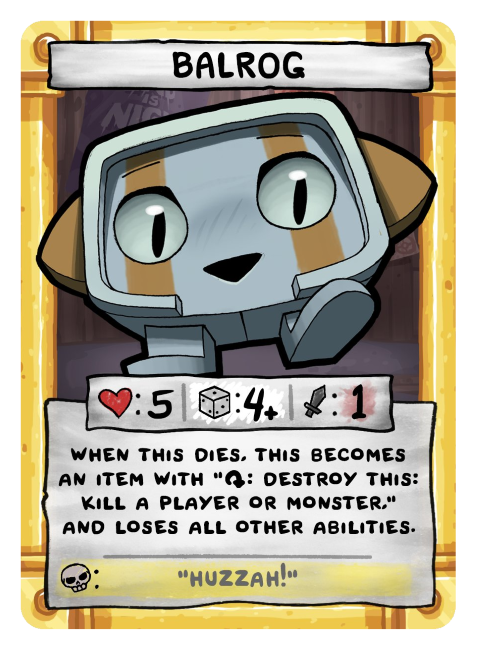 BALROG
:5 :4+ :1
WHEN THIS DIES, THIS BECOMES
AN ITEM WITH "↷: DESTROY THIS:
KILL A PLAYER OR MONSTER,"
AND LOSES ALL OTHER ABILITIES.
: "HUZZAH!"